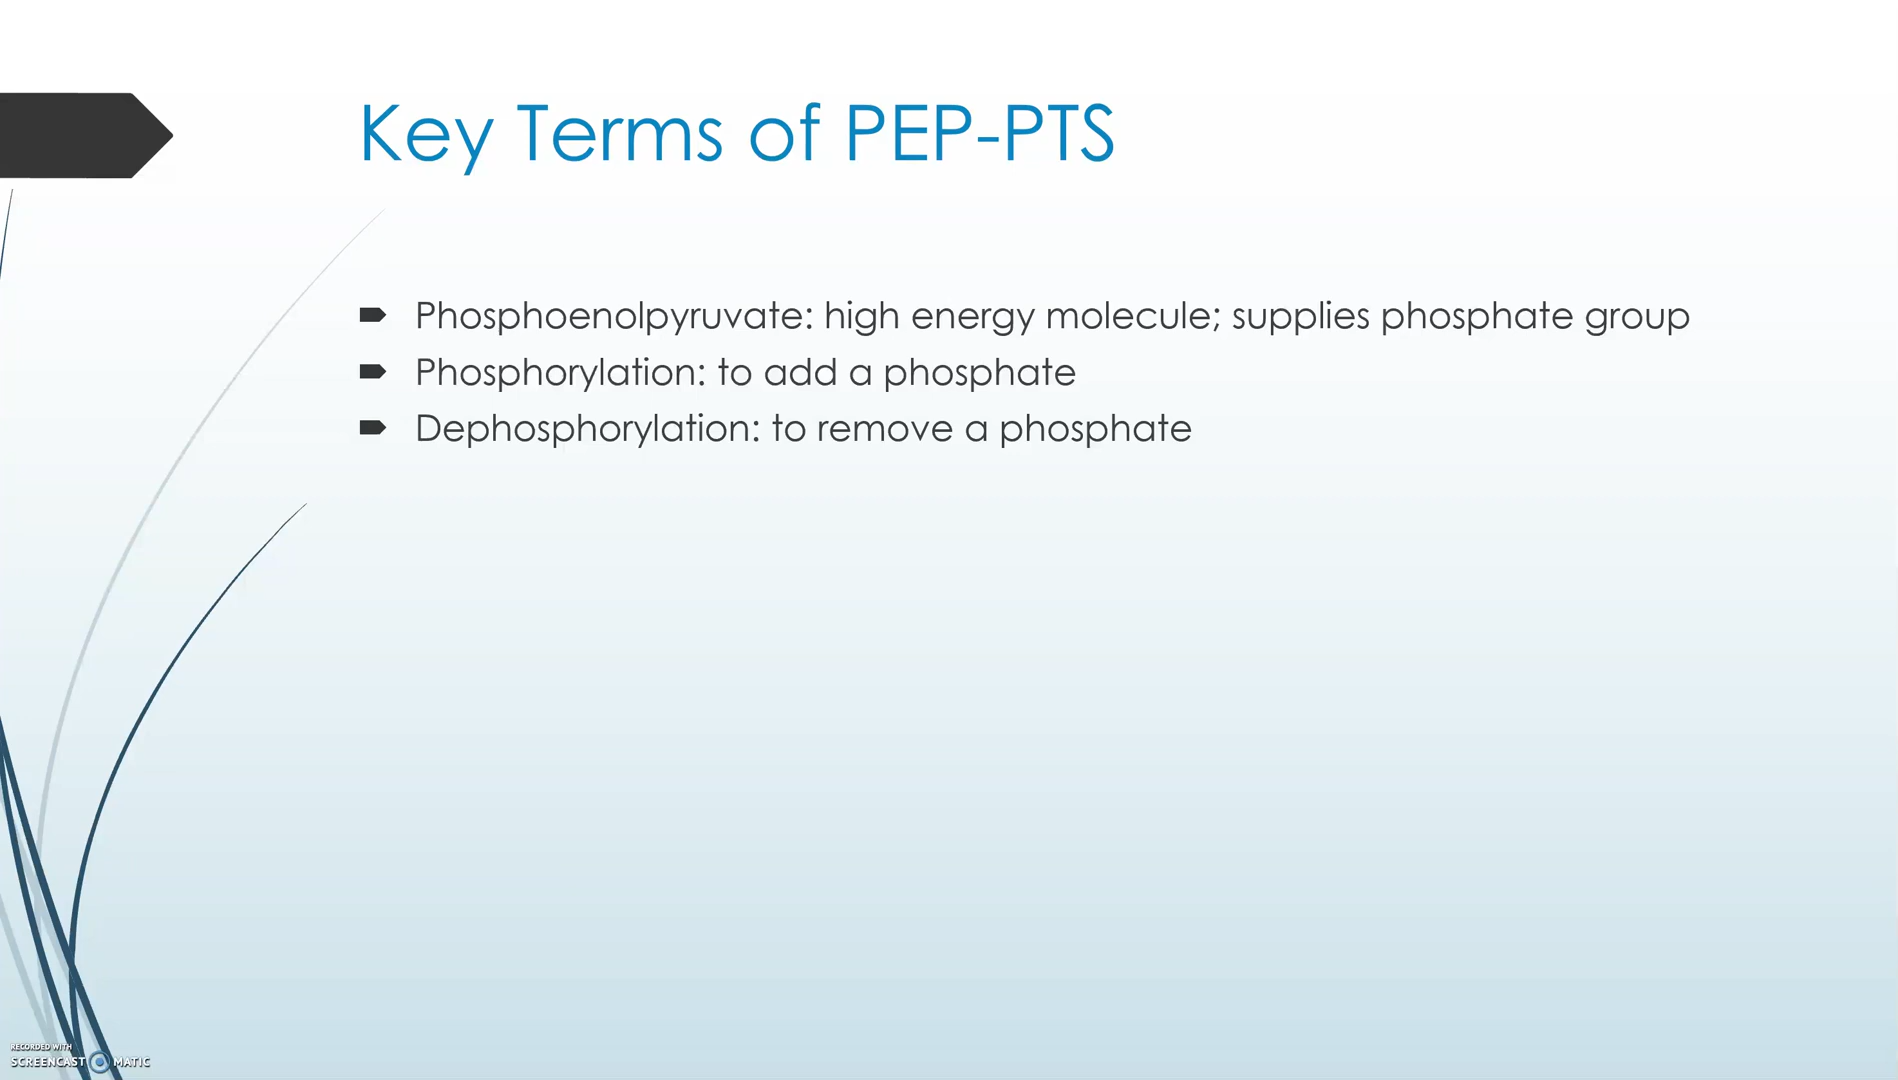 Key Terms of PEP-PTS
Phosphoenolpyruvate: high energy molecule; supplies phosphate group
Phosphorylation: to add a phosphate
Dephosphorylation: to remove a phosphate
RECORDED WITH
SCREENCAST MATIC